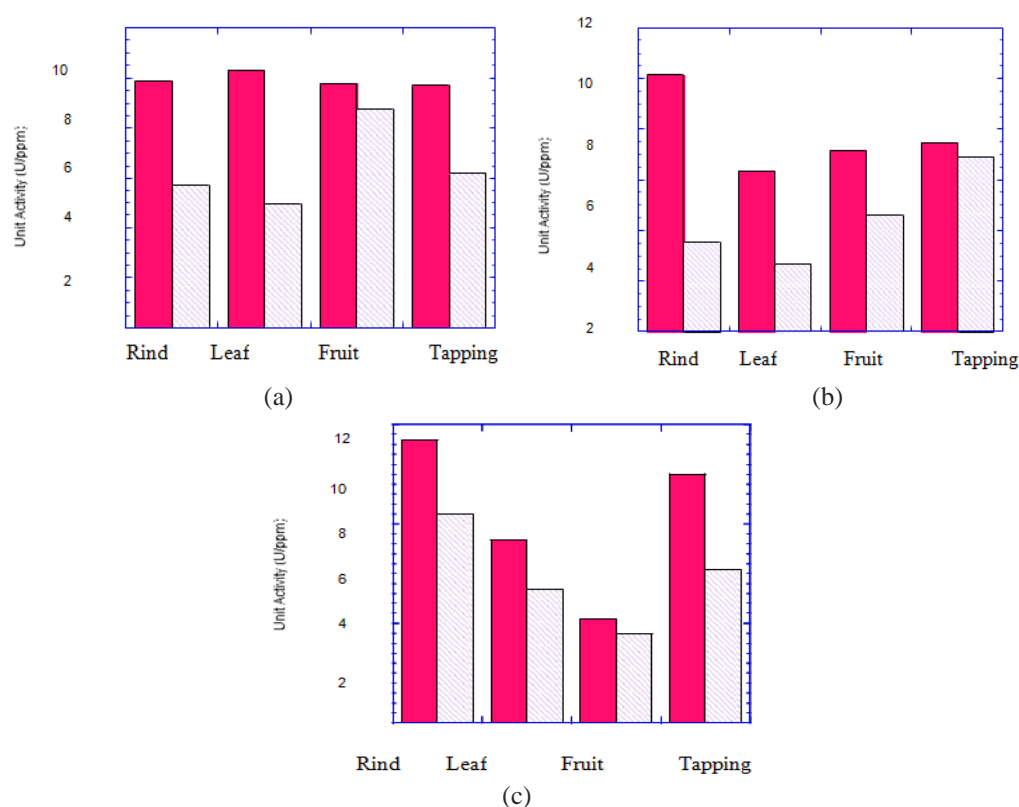 10
8
6
4
2
Unit Activity (U/ppm)
Rind Leaf Fruit Tapping
(a)
12
10
8
6
4
2
Unit Activity (U/ppm)
Rind Leaf Fruit Tapping
(b)
12
10
8
6
4
2
Unit Activity (U/ppm)
Rind Leaf Fruit Tapping
(c)